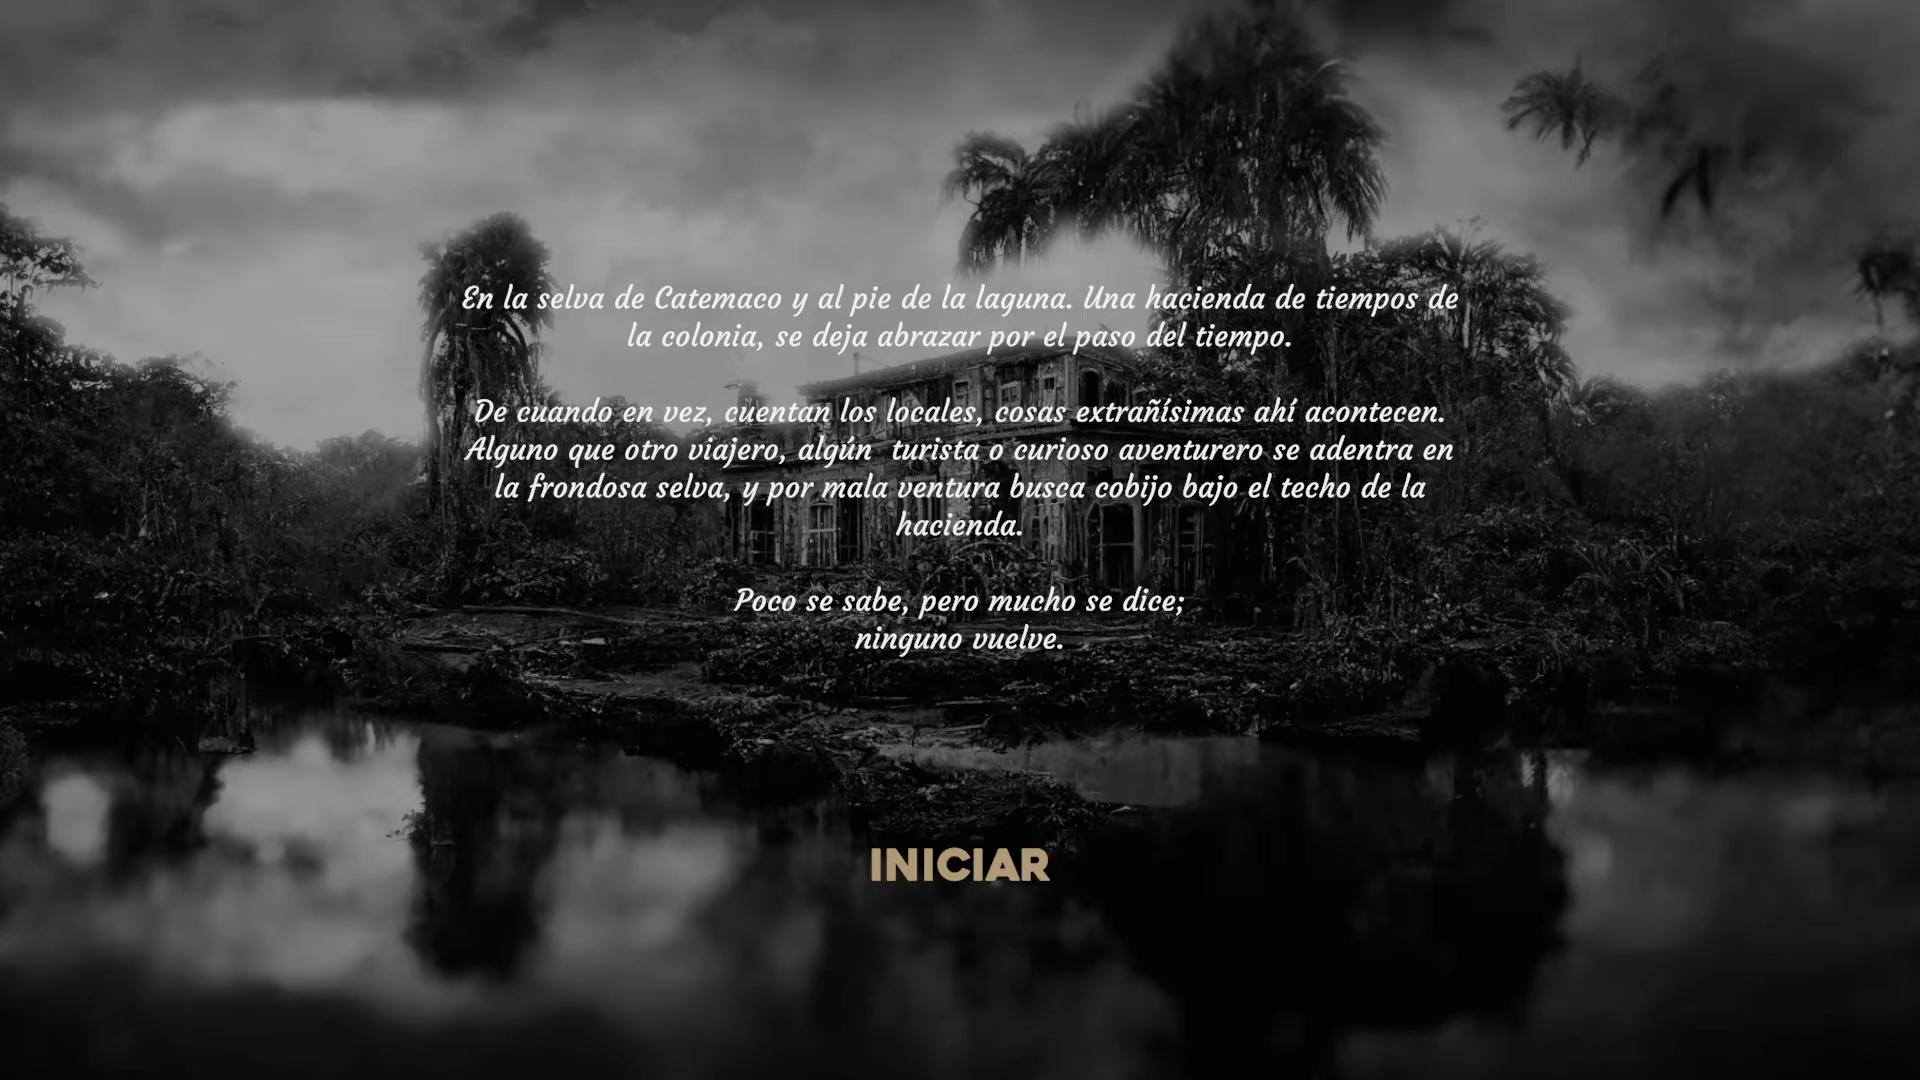 En la selva de Catemaco y al pie de la laguna. Una hacienda de tiempos de
la colonia, se deja abrazar por el paso del tiempo.
De cuando en vez, cuentan los locales, cosas extrañísimas ahí acontecen.
Alguno que otro viajero, algún  turista o curioso aventurero se adentra en
la frondosa selva, y por mala ventura busca cobijo bajo el techo de la
hacienda.
Poco se sabe, pero mucho se dice;
ninguno vuelve.
INICIAR